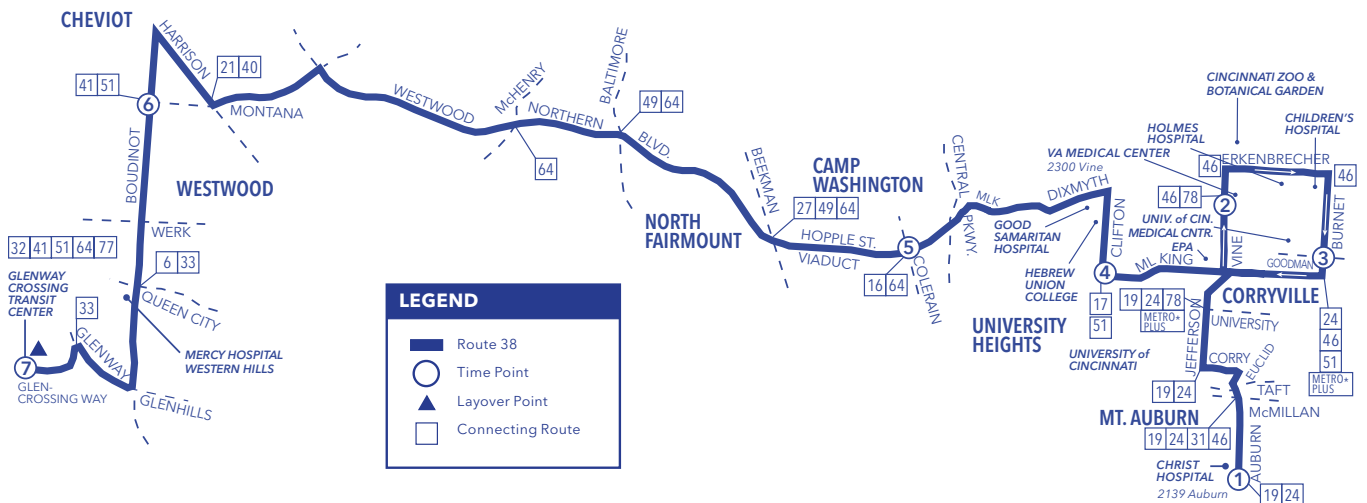 CHEVIOT
HARRISON
21 40
41 51
6
MONTANA
BOUDINOT
WESTWOOD
WERK
32 41 51 64 77
6 33
GLENWAY
CROSSING
TRANSIT
CENTER
33
QUEEN CITY
GLENWAY
MERCY HOSPITAL
WESTERN HILLS
7
GLEN-
CROSSING WAY
GLENHILLS
WESTWOOD
McHENRY
NORTHERN
64
BALTIMORE
49 64
BLVD.
BEEKMAN
NORTH
FAIRMOUNT
27 49 64
CAMP
WASHINGTON
HOPPLE ST.
VIADUCT
5
16 64
COLERAIN
CENTRAL
PKWY.
MLK
DIXMYTH
GOOD
SAMARITAN
HOSPITAL
CLIFTON
HEBREW
UNION
COLLEGE
4
17
51
UNIVERSITY
HEIGHTS
UNIVERSITY of
CINCINNATI
ML KING
EPA
CINCINNATI ZOO &
BOTANICAL GARDEN
HOLMES
HOSPITAL
CHILDREN'S
HOSPITAL
VA MEDICAL CENTER
2300 Vine
46
ERKENBRECHER
46
46 78
2
UNIV. of CIN.
MEDICAL CNTR.
VINE
BURNET
GOODMAN
3
CORRYVILLE
24
46
51
METRO*
PLUS
19 24 78
METRO*
PLUS
UNIVERSITY
JEFFERSON
CORRY
EUCLID
19 24
TAFT
McMILLAN
MT. AUBURN
19 24 31 46
AUBURN
CHRIST
HOSPITAL
2139 Auburn
1
19 24
LEGEND
Route 38
Time Point
Layover Point
Connecting Route